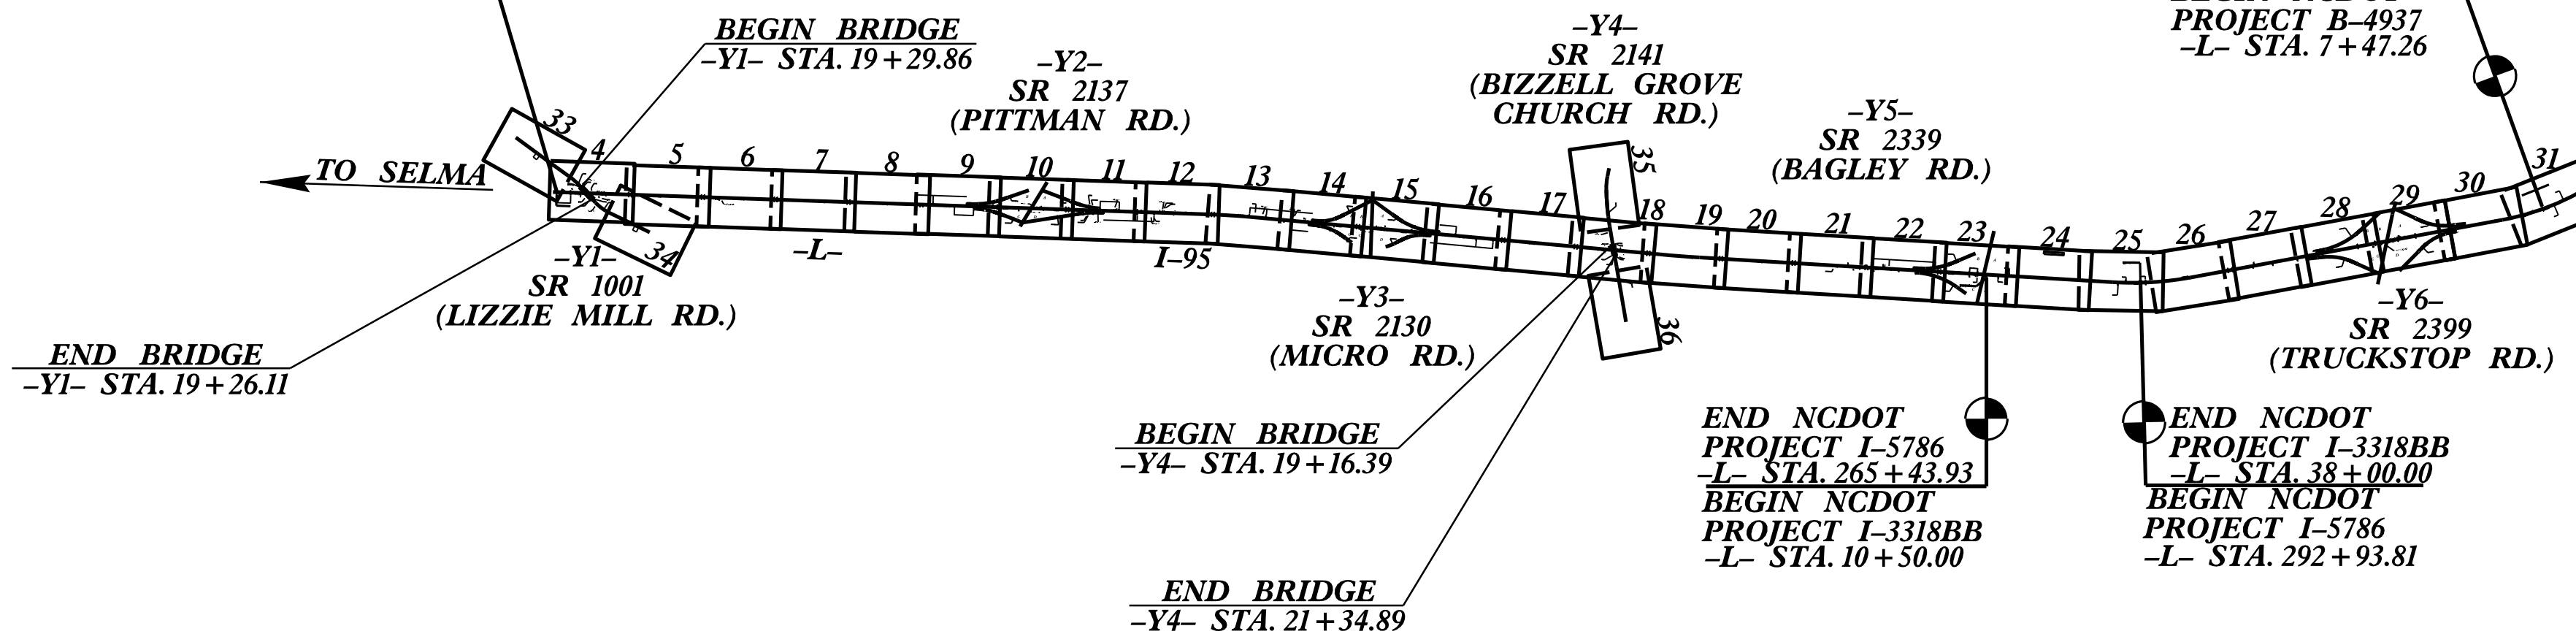 BEGIN BRIDGE
–Y1– STA. 19+29.86
–Y2–
SR 2137
(PITTMAN RD.)
–Y4–
SR 2141
(BIZZELL GROVE
CHURCH RD.)
–Y5–
SR 2339
(BAGLEY RD.)
PROJECT B–4937
–L– STA. 7+47.26
TO SELMA
33
4
5
6
7
8
9
10
11
12
13
14
15
16
17
35
18
19
20
21
22
23
24
25
26
27
28
29
30
31
34
36
–L–
I–95
–Y1–
SR 1001
(LIZZIE MILL RD.)
END BRIDGE
–Y1– STA. 19+26.11
–Y3–
SR 2130
(MICRO RD.)
–Y6–
SR 2399
(TRUCKSTOP RD.)
BEGIN BRIDGE
–Y4– STA. 19+16.39
END BRIDGE
–Y4– STA. 21+34.89
END NCDOT
PROJECT I–5786
–L– STA. 265+43.93
BEGIN NCDOT
PROJECT I–3318BB
–L– STA. 10+50.00
END NCDOT
PROJECT I–3318BB
–L– STA. 38+00.00
BEGIN NCDOT
PROJECT I–5786
–L– STA. 292+93.81